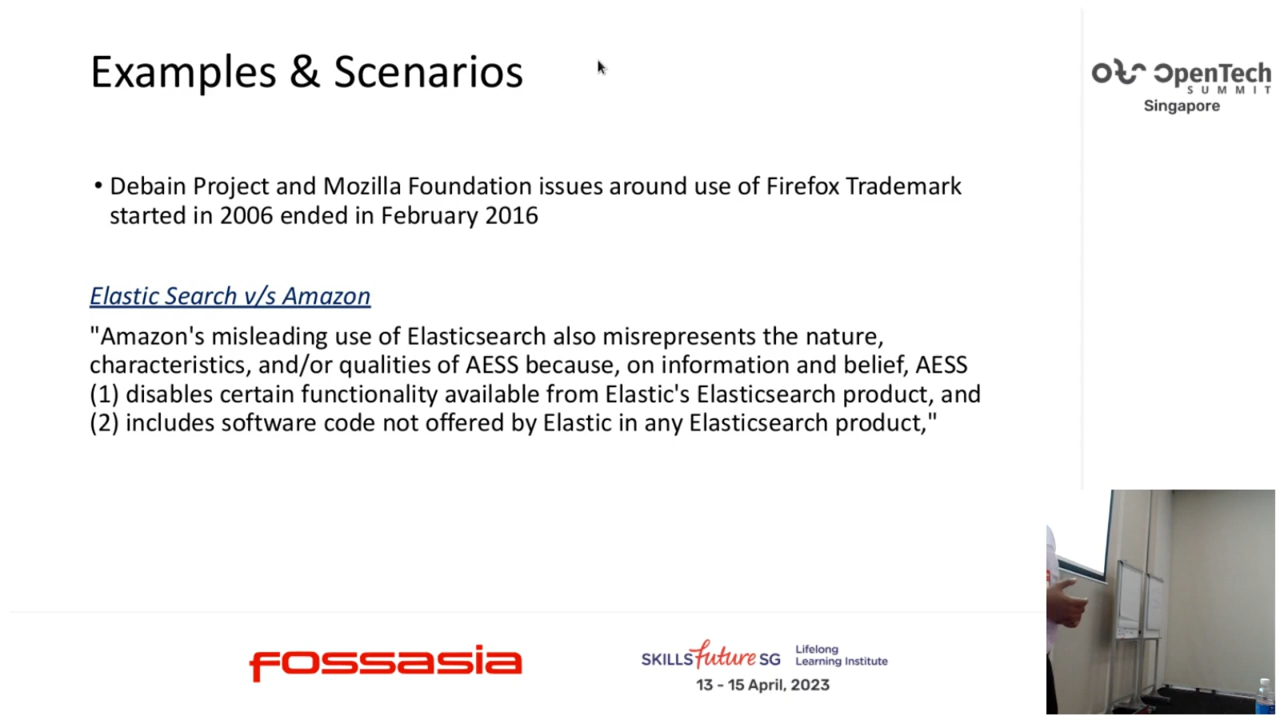 Examples & Scenarios
OpenTech
SUMMIT
Singapore
• Debain Project and Mozilla Foundation issues around use of Firefox Trademark
started in 2006 ended in February 2016
Elastic Search v/s Amazon
"Amazon's misleading use of Elasticsearch also misrepresents the nature,
characteristics, and/or qualities of AESS because, on information and belief, AESS
(1) disables certain functionality available from Elastic's Elasticsearch product, and
(2) includes software code not offered by Elastic in any Elasticsearch product,"
FOSSASIA
SKILLSfuture SG
Lifelong
Learning Institute
13 - 15 April, 2023